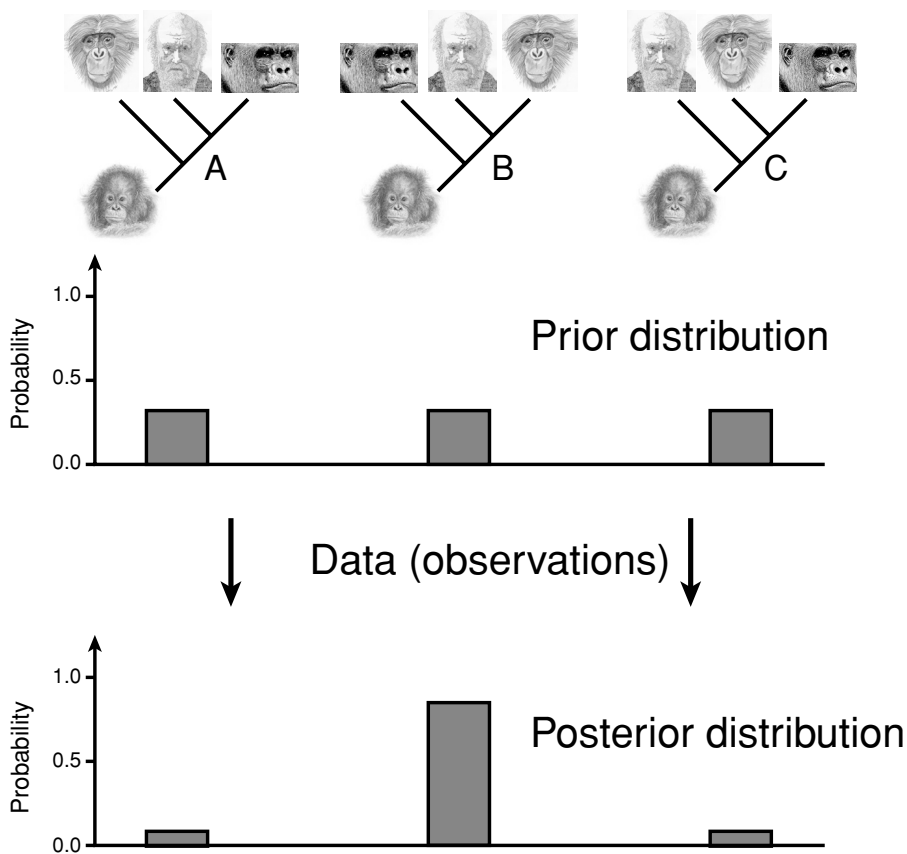 A
B
C
Probability
1.0
0.5
0.0
Prior distribution
Data (observations)
Probability
1.0
0.5
0.0
Posterior distribution